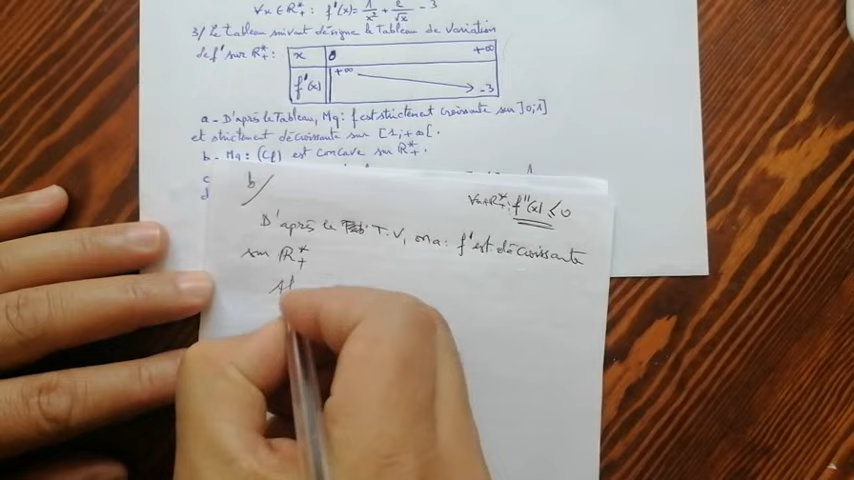 ∀x ∈ ℝ*₊ : f'(x) = 1/x² + 2/√x - 3
3/ Le tableau suivant désigne le Tableau de variation
de f' sur ℝ*₊ :
x 0 +∞
f'(x) +∞ -3
a - D'après le Tableau, Mq : f est strictement croissante sur ]0;1]
et strictement décroissante sur [1;+∞[.
b - Mq : (Cf) est concave sur ℝ*₊.
c
d
b/
∀x∈ℝ*₊ : f''(x) ≤ 0
D'après le T.V, on a : f' est décroissante
sur ℝ*₊
Al